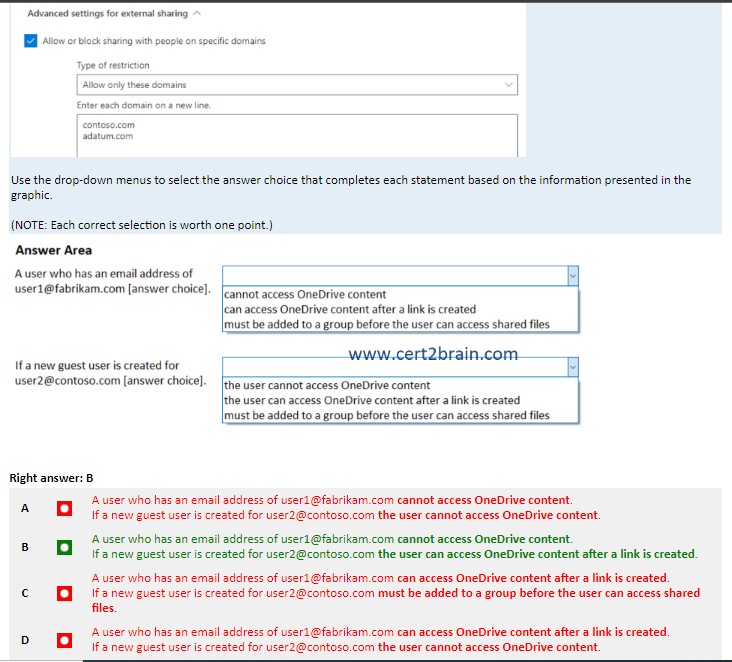 Advanced settings for external sharing
Allow or block sharing with people on specific domains
Type of restriction
Allow only these domains
Enter each domain on a new line.
contoso.com
adatum.com
Use the drop-down menus to select the answer choice that completes each statement based on the information presented in the
graphic.
(NOTE: Each correct selection is worth one point.)
Answer Area
A user who has an email address of
user1@fabrikam.com [answer choice].
cannot access OneDrive content
can access OneDrive content after a link is created
must be added to a group before the user can access shared files
www.cert2brain.com
If a new guest user is created for
user2@contoso.com [answer choice].
the user cannot access OneDrive content
the user can access OneDrive content after a link is created
must be added to a group before the user can access shared files
Right answer: B
A
A user who has an email address of user1@fabrikam.com cannot access OneDrive content.
If a new guest user is created for user2@contoso.com the user cannot access OneDrive content.
B
A user who has an email address of user1@fabrikam.com cannot access OneDrive content.
If a new guest user is created for user2@contoso.com the user can access OneDrive content after a link is created.
C
A user who has an email address of user1@fabrikam.com can access OneDrive content after a link is created.
If a new guest user is created for user2@contoso.com must be added to a group before the user can access shared
files.
D
A user who has an email address of user1@fabrikam.com can access OneDrive content after a link is created.
If a new guest user is created for user2@contoso.com the user cannot access OneDrive content.